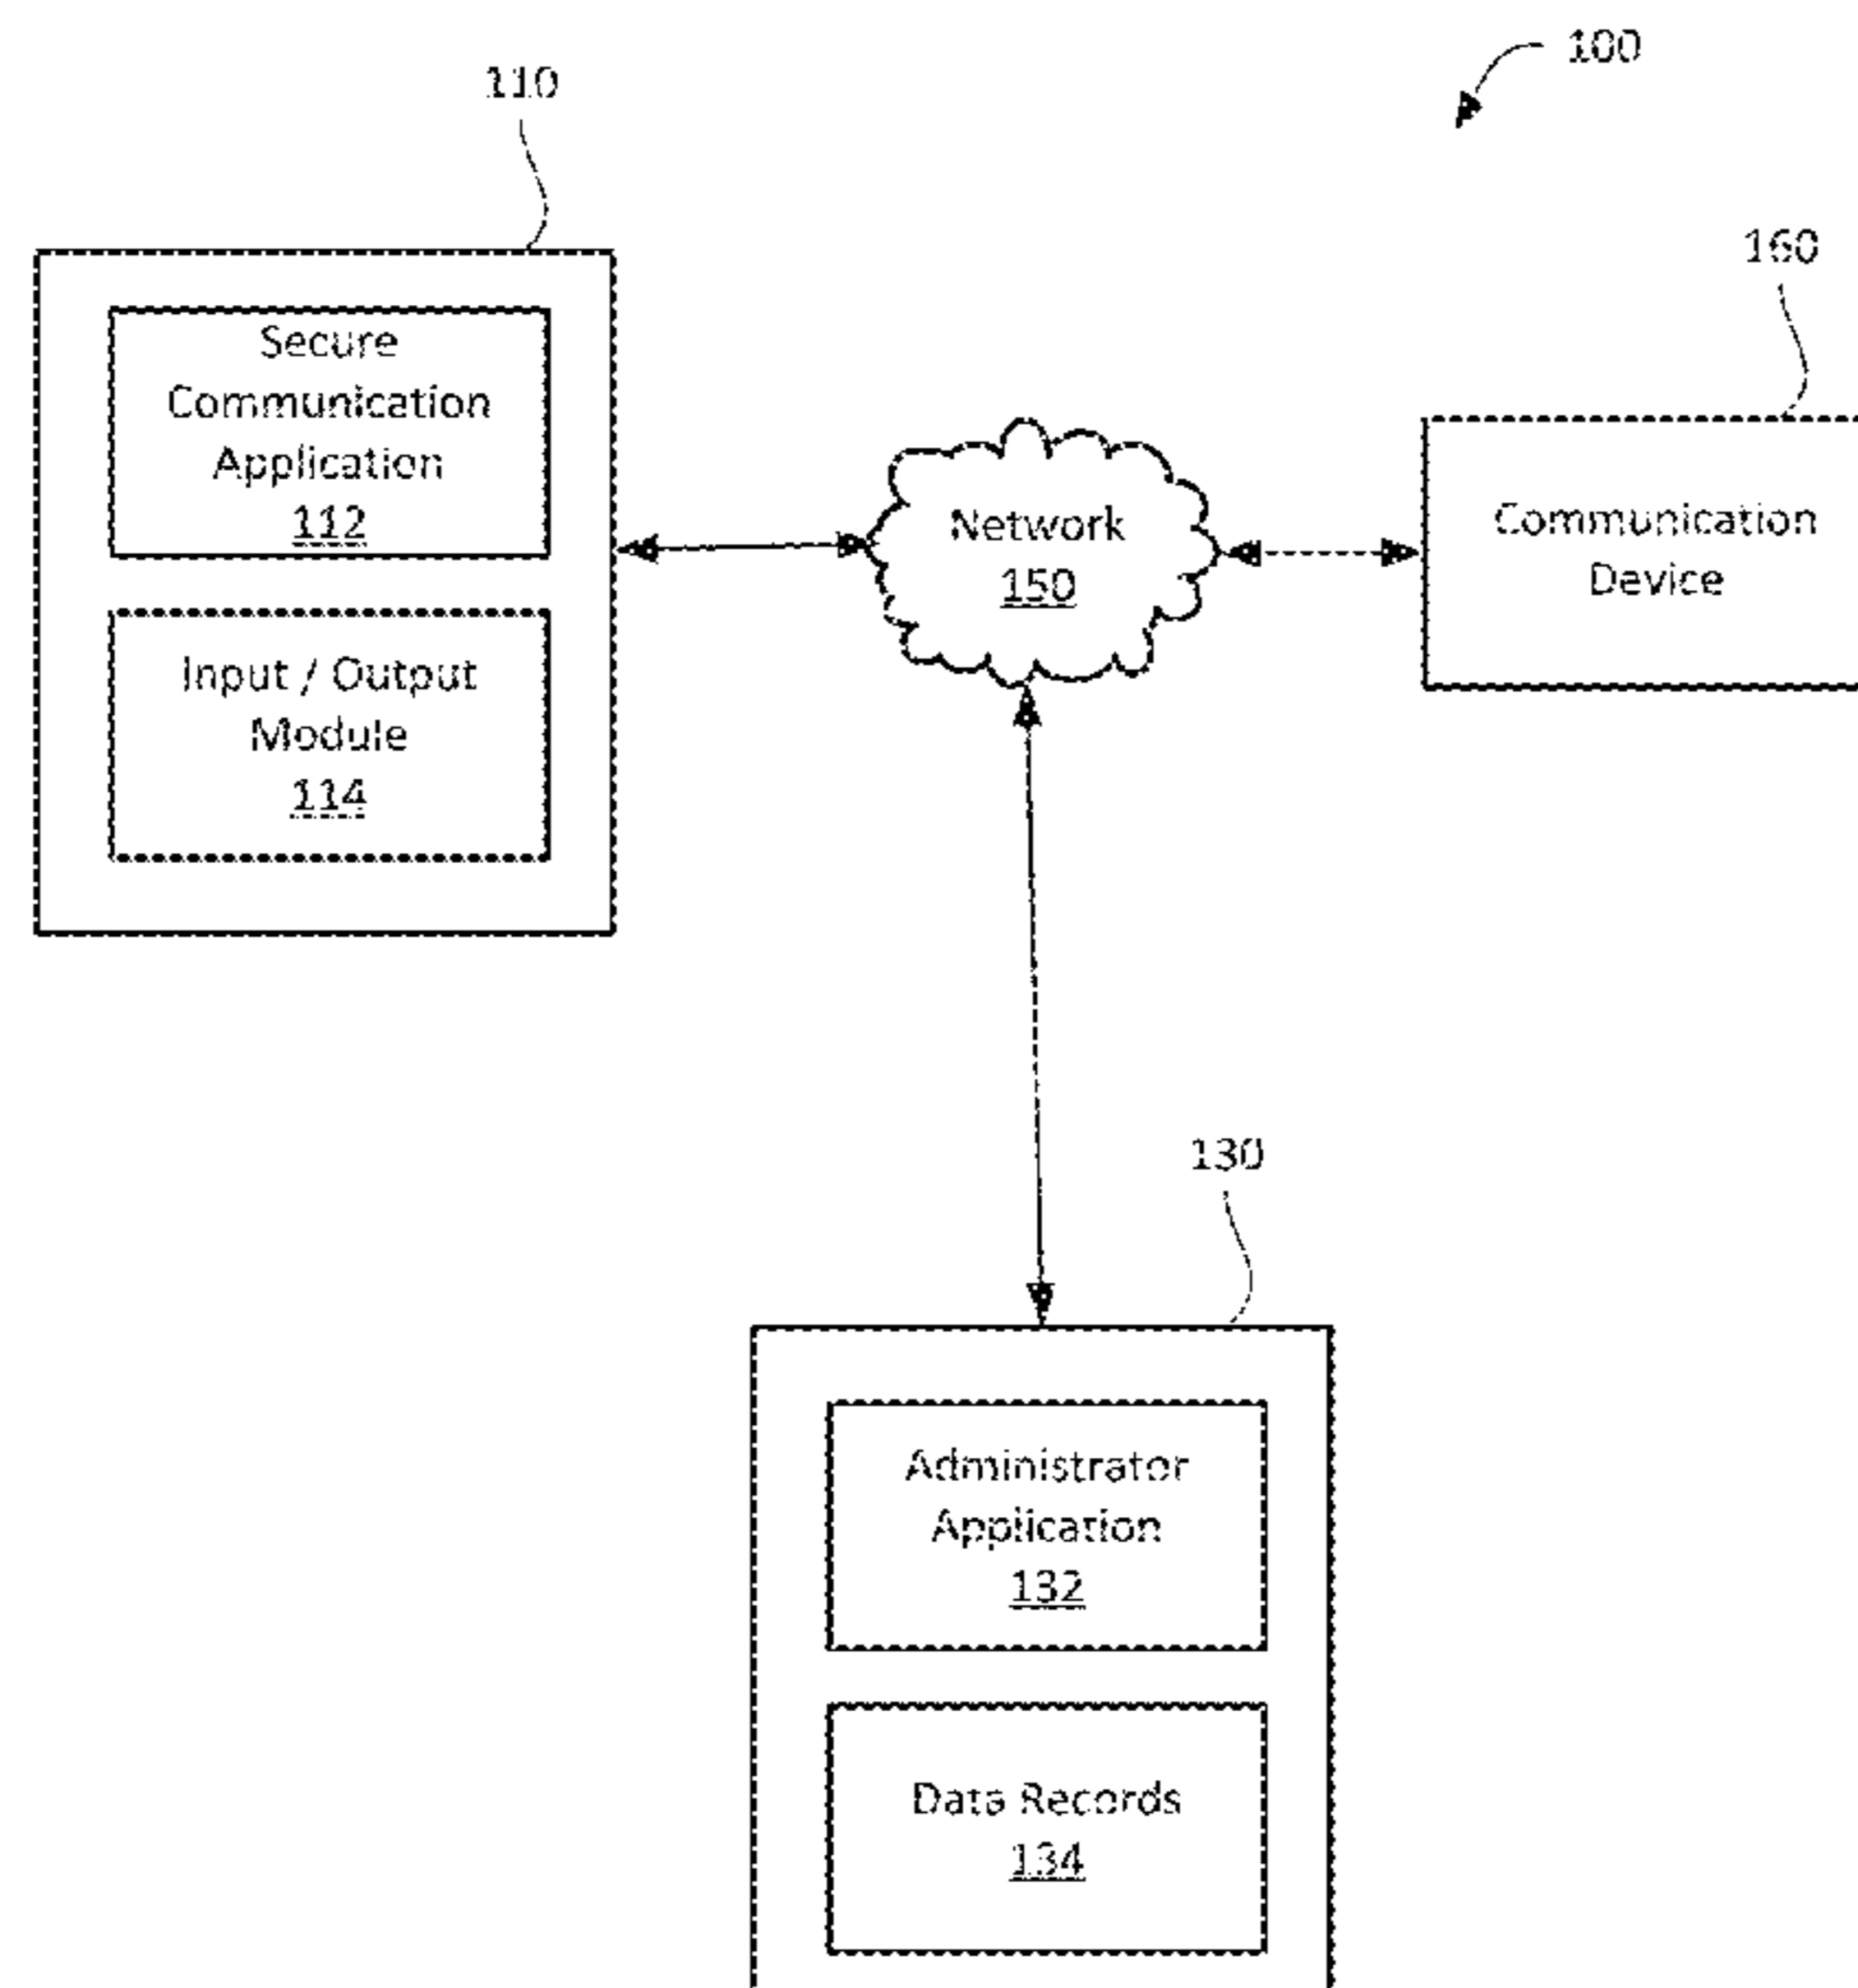 100
110
160
Secure
Communication
Application
112
Input / Output
Module
114
Network
150
Communication
Device
130
Administrator
Application
132
Data Records
134